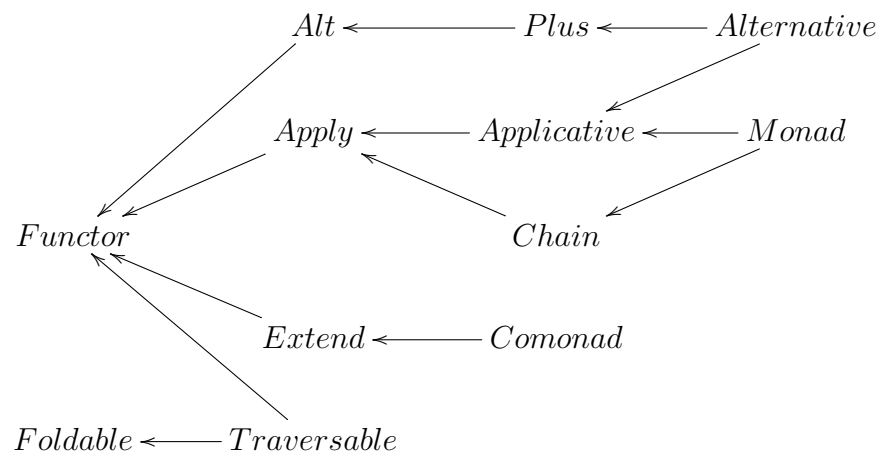 Alt Plus Alternative
Apply Applicative Monad
Functor Chain
Extend Comonad
Foldable Traversable